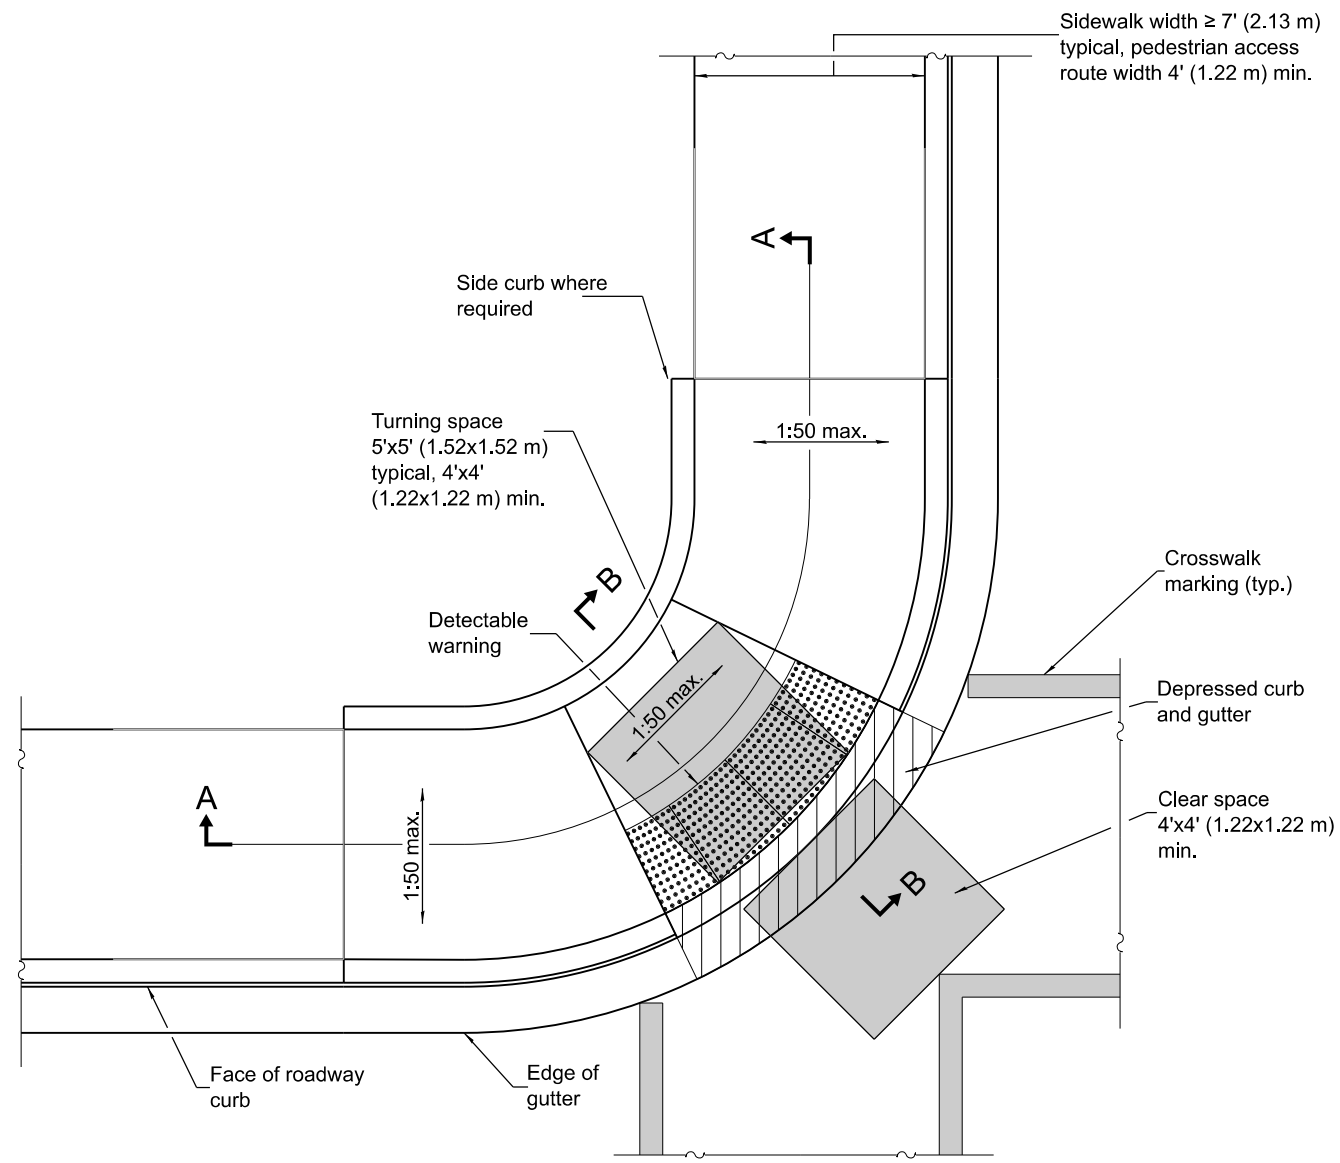 Sidewalk width ≥ 7' (2.13 m)
typical, pedestrian access
route width 4' (1.22 m) min.
A
Side curb where
required
Turning space
5'x5' (1.52x1.52 m)
typical, 4'x4'
(1.22x1.22 m) min.
1:50 max.
B
Crosswalk
marking (typ.)
Detectable
warning
1:50 max.
Depressed curb
and gutter
A
1:50 max.
Clear space
4'x4' (1.22x1.22 m)
min.
B
Face of roadway
curb
Edge of
gutter